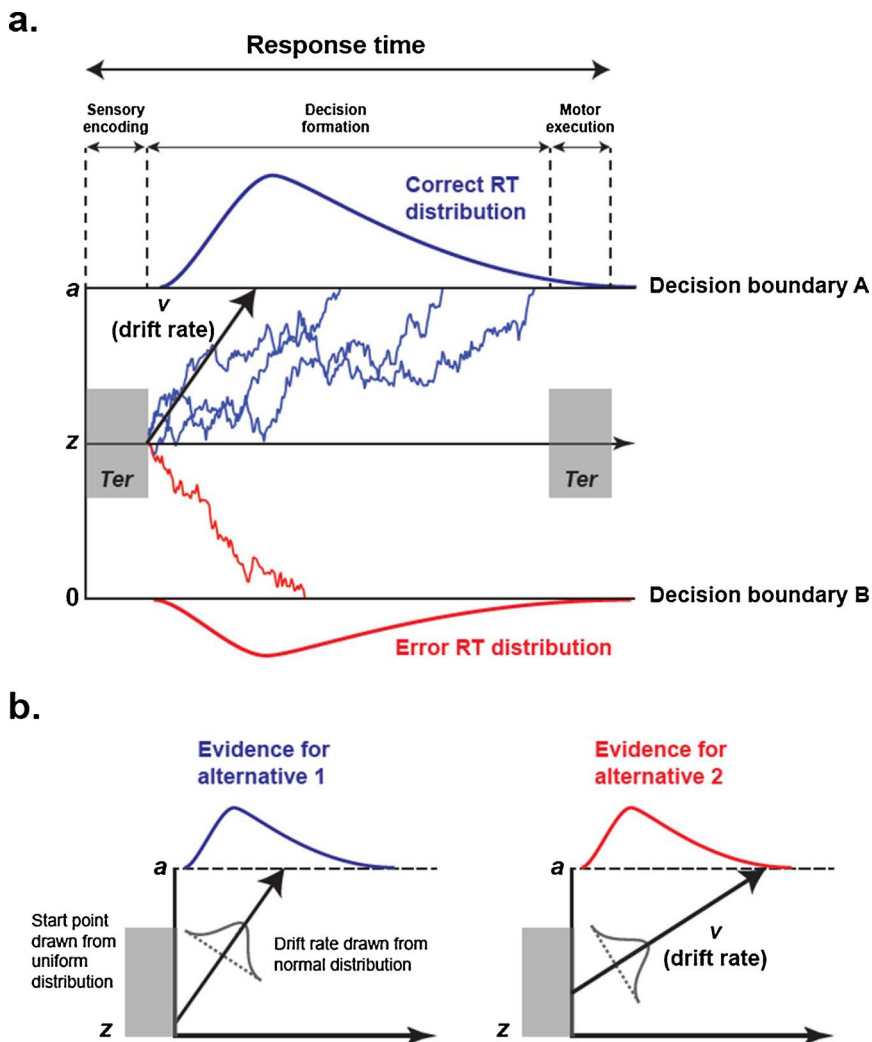 a.
Response time
Sensory
encoding
Decision
formation
Motor
execution
Correct RT
distribution
a
Decision boundary A
v
(drift rate)
z
Ter
Ter
0
Decision boundary B
Error RT distribution
b.
Evidence for
alternative 1
Evidence for
alternative 2
a
a
Start point
drawn from
uniform
distribution
Drift rate drawn from
normal distribution
v
(drift rate)
z
z